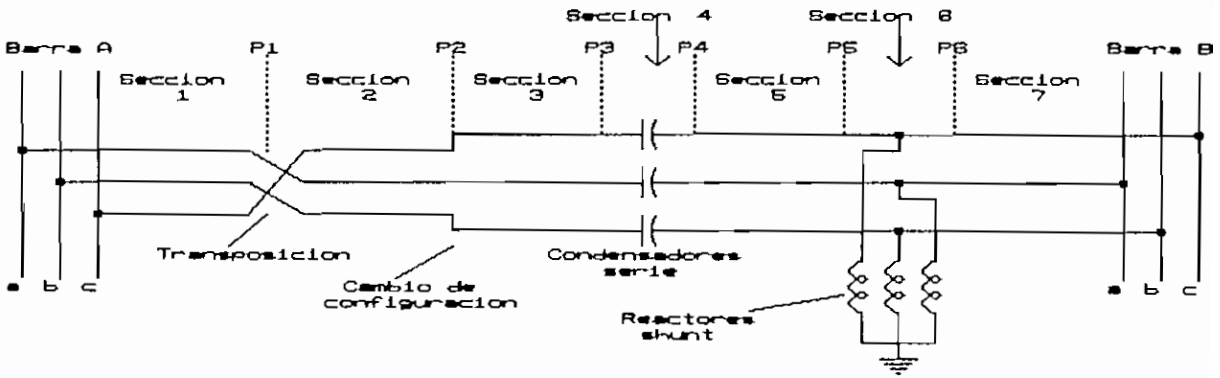 Seccion 4
Seccion 6
Barra A
P1
P2
P3
P4
P5
P6
Barra B
Seccion
1
Seccion
2
Seccion
3
Seccion
5
Seccion
7
Transposicion
Cambio de
configuracion
Condensadores
serie
Reactores
shunt
a b c
a b c